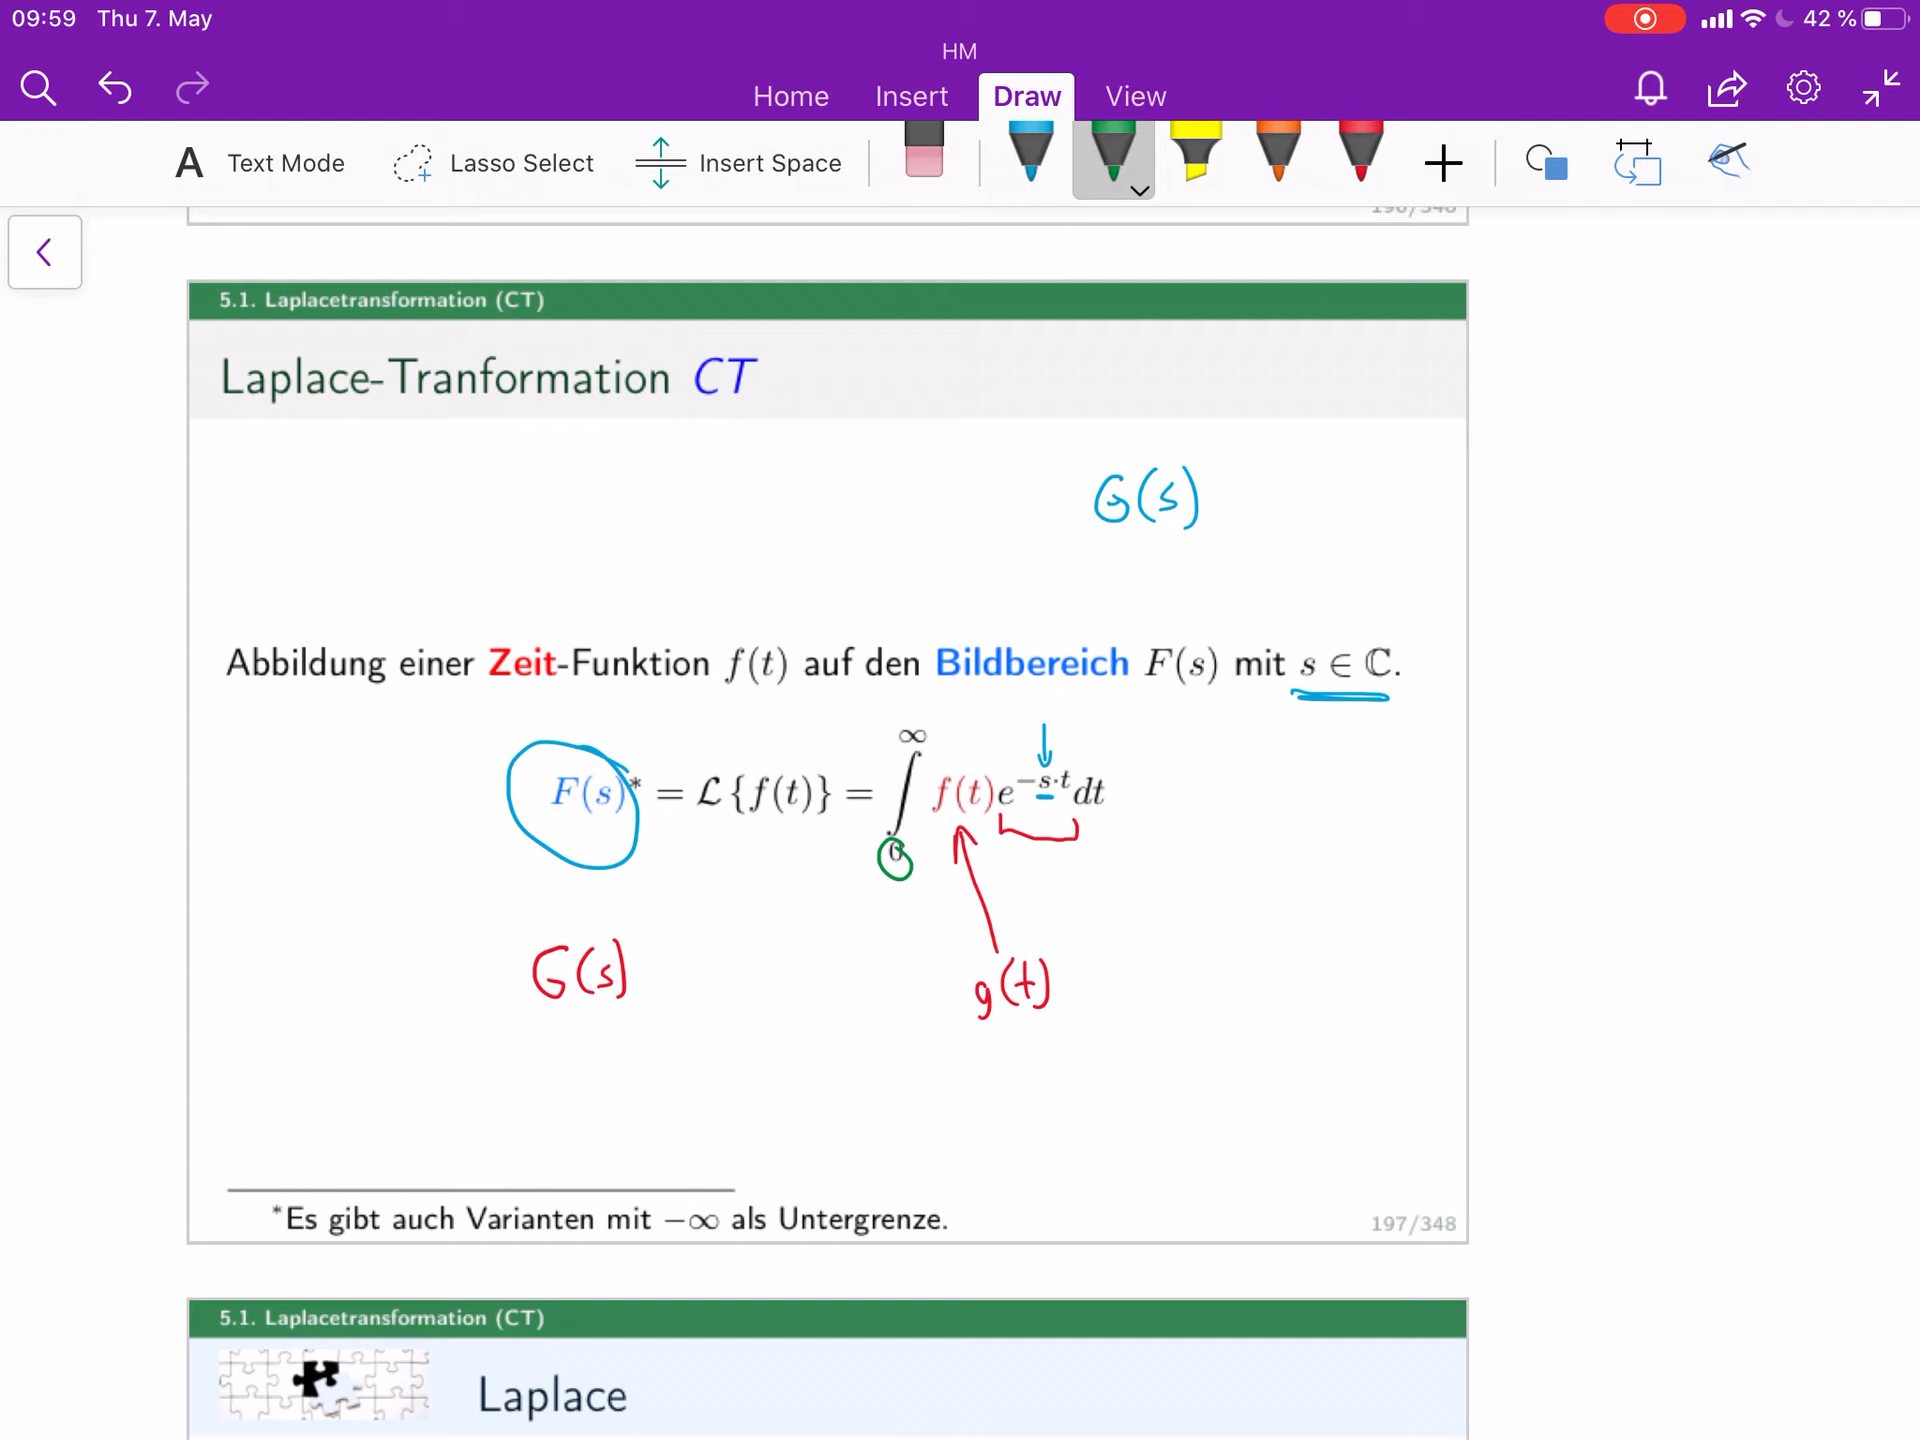 09:59 Thu 7. May 42 %
HM
Home Insert Draw View
A Text Mode Lasso Select Insert Space
196/348
5.1. Laplacetransformation (CT)
Laplace-Tranformation CT
G(s)
Abbildung einer Zeit-Funktion f(t) auf den Bildbereich F(s) mit s ∈ ℂ.
F(s)* = ℒ{f(t)} = ∫₀^∞ f(t)e^(−s·t)dt
G(s) g(t)
*Es gibt auch Varianten mit −∞ als Untergrenze.
197/348
5.1. Laplacetransformation (CT)
Laplace